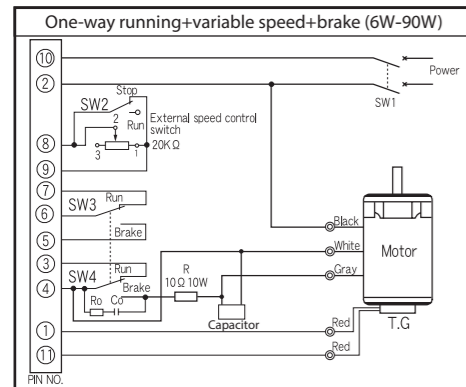 One-way running+variable speed+brake (6W-90W)
10
Power
2
SW1
Stop
SW2
Run
External speed control
switch
2
8
3
1
20KΩ
9
7
Run
6
SW3
5
Brake
3
Run
SW4
4
Brake
R
10Ω 10W
Ro
Co
Capacitor
1
11
PIN NO.
Black
White
Gray
Red
Red
Motor
T.G